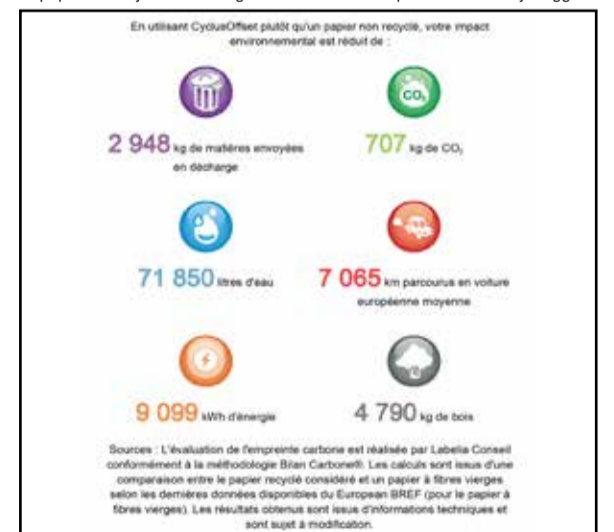 En utilisant CyclusOffset plutôt qu'un papier non recyclé, votre impact
environnemental est réduit de :
CO₂
2 948 kg de matières envoyées
en décharge
707 kg de CO₂
71 850 litres d'eau
7 065 km parcourus en voiture
européenne moyenne
9 099 kWh d'énergie
4 790 kg de bois
Sources : L'évaluation de l'empreinte carbone est réalisée par Labelia Conseil
conformément à la méthodologie Bilan Carbone®. Les calculs sont issus d'une
comparaison entre le papier recyclé considéré et un papier à fibres vierges
selon les dernières données disponibles du European BREF (pour le papier à
fibres vierges). Les résultats obtenus sont issus d'informations techniques et
sont sujet à modification.